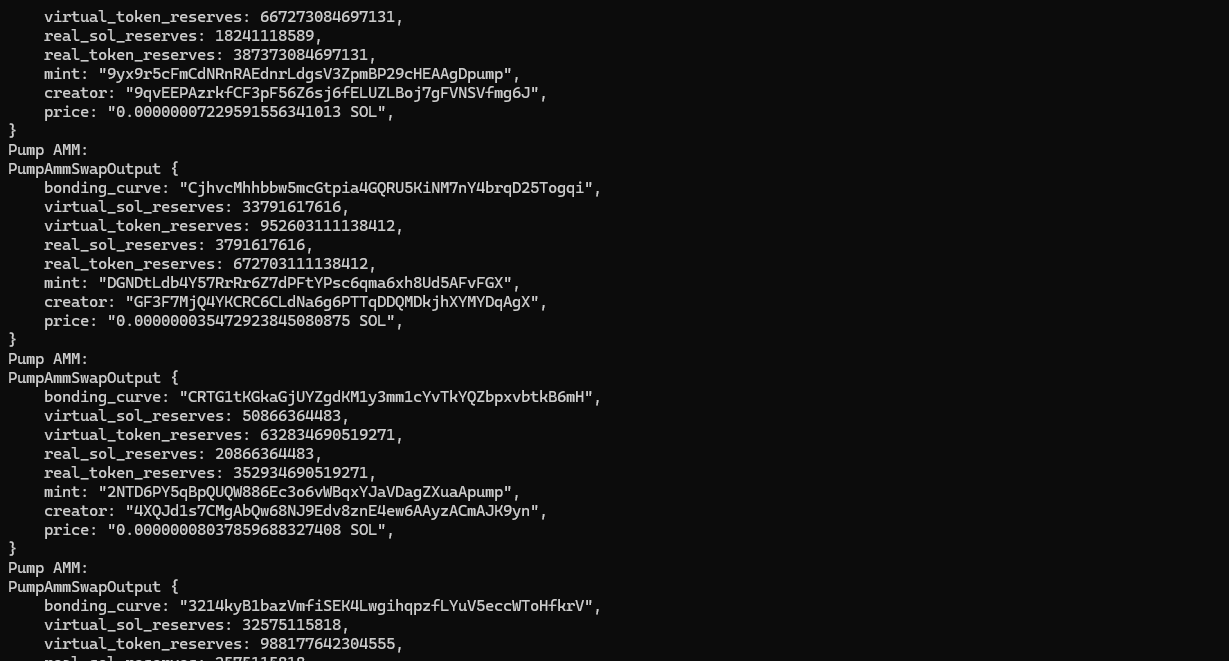 virtual_token_reserves: 667273084697131,
real_sol_reserves: 18241118589,
real_token_reserves: 387373084697131,
mint: "9yx9r5cFmCdNRnRAEdnrLdgsV3ZpmBP29cHEAAgDpump",
creator: "9qvEEPAzrkfCF3pF56Z6sj6fELUZLBoj7gFVNSVfmg6J",
price: "0.00000007229591556341013 SOL",
}
Pump AMM:
PumpAmmSwapOutput {
bonding_curve: "CjhvcMhhbbw5mcGtpia4GQRU5KiNM7nY4brqD25Togqi",
virtual_sol_reserves: 33791617616,
virtual_token_reserves: 952603111138412,
real_sol_reserves: 3791617616,
real_token_reserves: 672703111138412,
mint: "DGNDtLdb4Y57RrRr6Z7dPFtYPsc6qma6xh8Ud5AFvFGX",
creator: "GF3F7MjQ4YKCRC6CLdNa6g6PTTqDDQMDkjhXYMYDqAgX",
price: "0.000000035472923845080875 SOL",
}
Pump AMM:
PumpAmmSwapOutput {
bonding_curve: "CRTG1tKGkaGjUYZgdKM1y3mm1cYvTkYQZbpxvbtkB6mH",
virtual_sol_reserves: 50866364483,
virtual_token_reserves: 632834690519271,
real_sol_reserves: 20866364483,
real_token_reserves: 352934690519271,
mint: "2NTD6PY5qBpQUQW886Ec3o6vWBqxYJaVDagZXuaApump",
creator: "4XQJd1s7CMgAbQw68NJ9Edv8znE4ew6AAyzACmAJK9yn",
price: "0.00000008037859688327408 SOL",
}
Pump AMM:
PumpAmmSwapOutput {
bonding_curve: "3214kyB1bazVmfiSEK4LwgihqpzfLYuV5eccWToHfkrV",
virtual_sol_reserves: 32575115818,
virtual_token_reserves: 988177642304555,
real_sol_reserves: 2575115818,